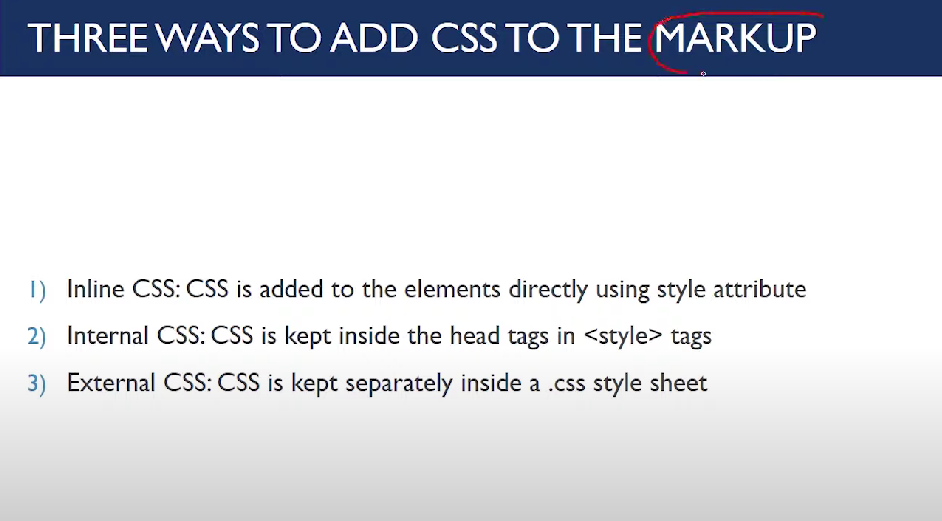 THREE WAYS TO ADD CSS TO THE MARKUP
1) Inline CSS: CSS is added to the elements directly using style attribute
2) Internal CSS: CSS is kept inside the head tags in <style> tags
3) External CSS: CSS is kept separately inside a .css style sheet